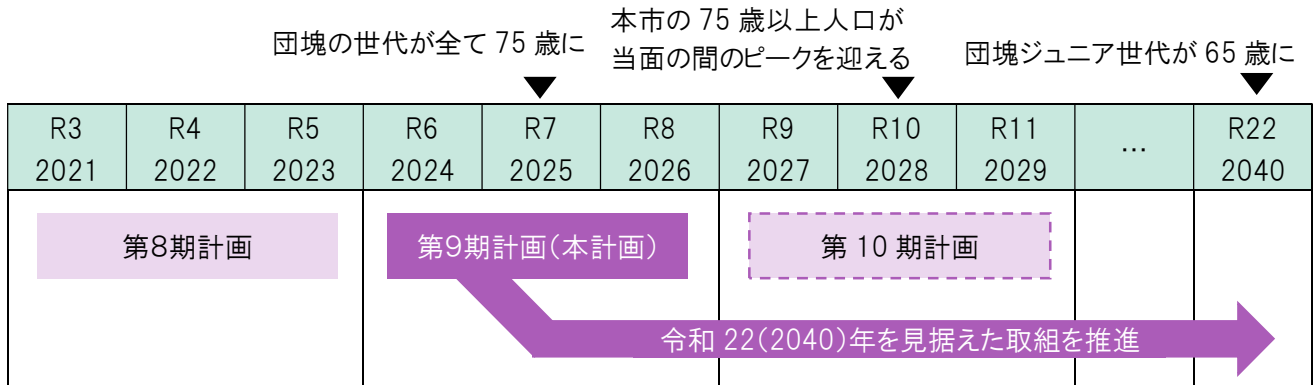 団塊の世代が全て 75 歳に
本市の 75 歳以上人口が
当面の間のピークを迎える
団塊ジュニア世代が 65 歳に
R3 R4 R5 R6 R7 R8 R9 R10 R11 … R22
2021 2022 2023 2024 2025 2026 2027 2028 2029 2040
第8期計画 第9期計画(本計画) 第 10 期計画
令和 22(2040)年を見据えた取組を推進